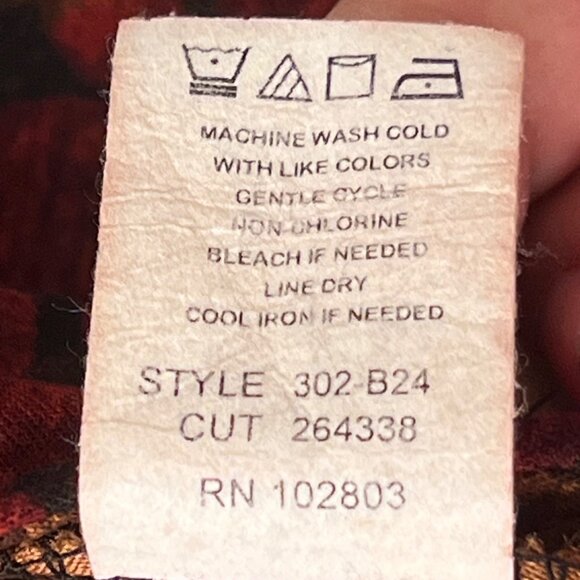 MACHINE WASH COLD
WITH LIKE COLORS
GENTLE CYCLE
NON-CHLORINE
BLEACH IF NEEDED
LINE DRY
COOL IRON IF NEEDED
STYLE 302-B24
CUT 264338
RN 102803